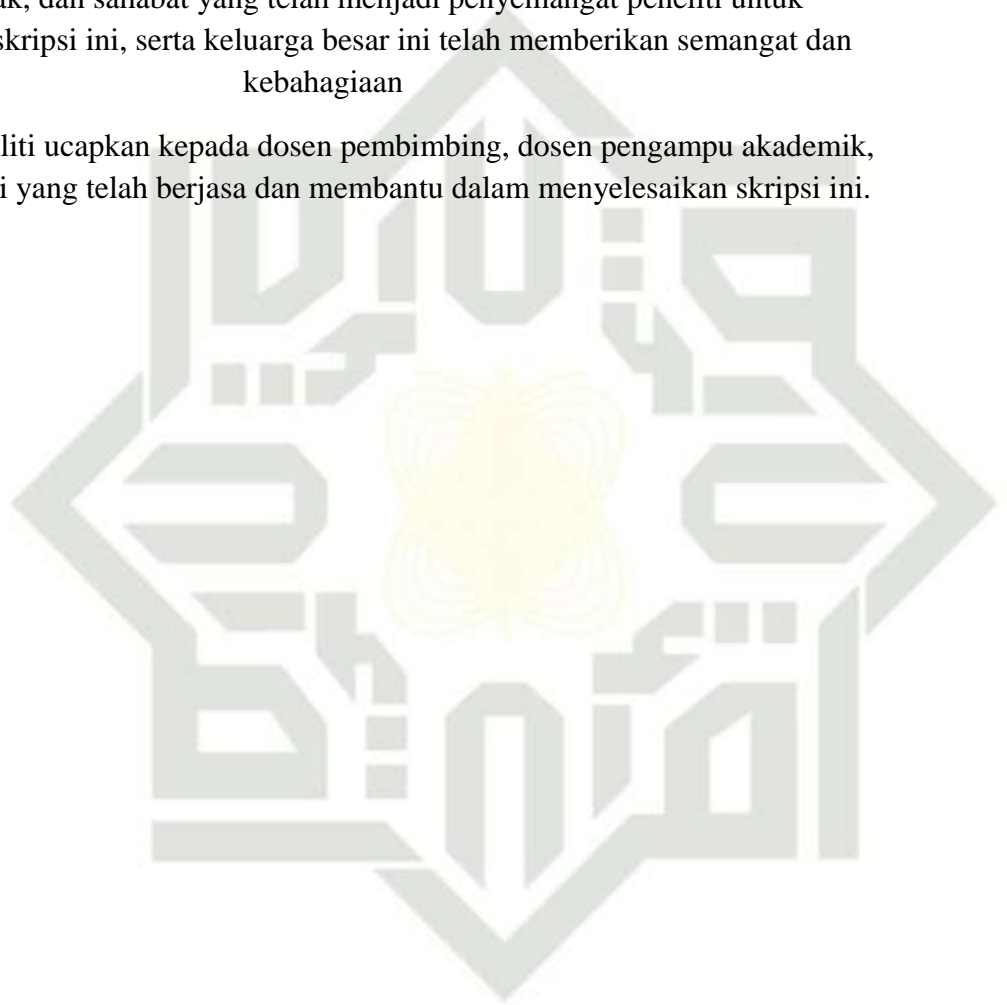 dan sahabat yang telah menjadi penyemangat peneliti untuk
skripsi ini, serta keluarga besar ini telah memberikan semangat dan
kebahagiaan
liti ucapkan kepada dosen pembimbing, dosen pengampu akademik,
i yang telah berjasa dan membantu dalam menyelesaikan skripsi ini.